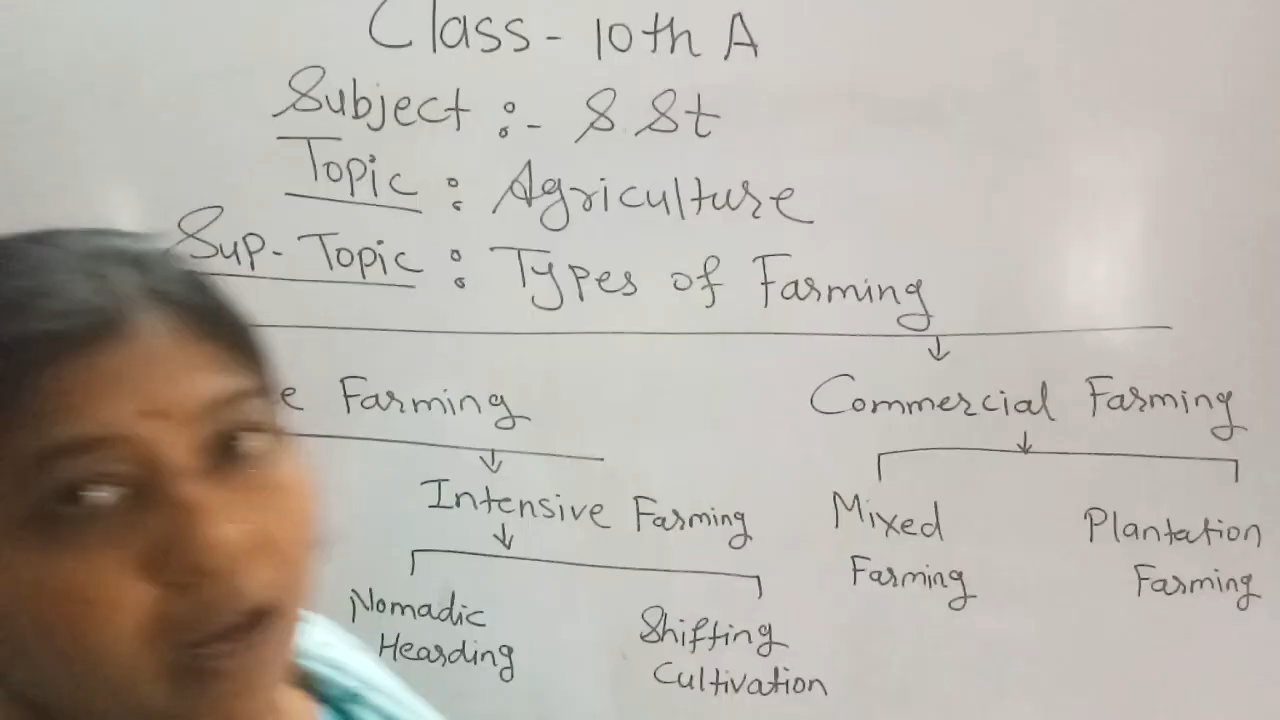 Class - 10th A
Subject :- S.St
Topic : Agriculture
Sup-Topic : Types of Farming
e Farming
Commercial Farming
Intensive Farming
Mixed Farming
Plantation Farming
Nomadic Hearding
Shifting Cultivation